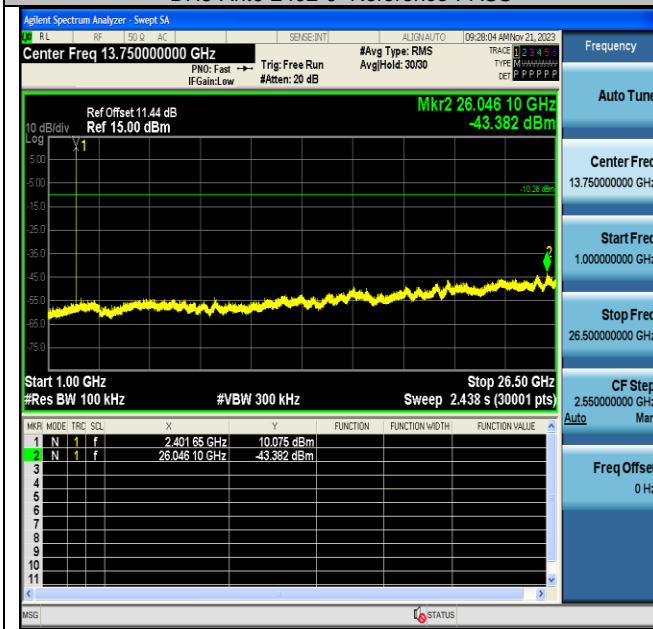 Agilent Spectrum Analyzer - Swept SA
RL RF 50 Ω AC SENSE:INT ALIGNAUTO 09:28:04 AM Nov 21, 2023
Center Freq 13.750000000 GHz
PNO: Fast
IFGain:Low
Trig: Free Run
#Atten: 20 dB
#Avg Type: RMS
Avg|Hold: 30/30
TRACE 1 2 3 4 5 6
TYPE M
DET P P P P P
Ref Offset 11.44 dB
Ref 15.00 dBm
10 dB/div
Log
Mkr2 26.046 10 GHz
-43.382 dBm
1
5.00
-5.00
-10.28 dBm
-15.0
-25.0
-35.0
2
-45.0
-55.0
-65.0
-75.0
Start 1.00 GHz
Stop 26.50 GHz
#Res BW 100 kHz
#VBW 300 kHz
Sweep 2.438 s (30001 pts)
MKR MODE TRC SCL X Y FUNCTION FUNCTION WIDTH FUNCTION VALUE
1 N 1 f 2.401 65 GHz 10.075 dBm
2 N 1 f 26.046 10 GHz -43.382 dBm
3
4
5
6
7
8
9
10
11
MSG
STATUS
Frequency
Auto Tune
Center Freq
13.750000000 GHz
Start Freq
1.000000000 GHz
Stop Freq
26.500000000 GHz
CF Step
2.550000000 GHz
Auto Man
Freq Offset
0 Hz